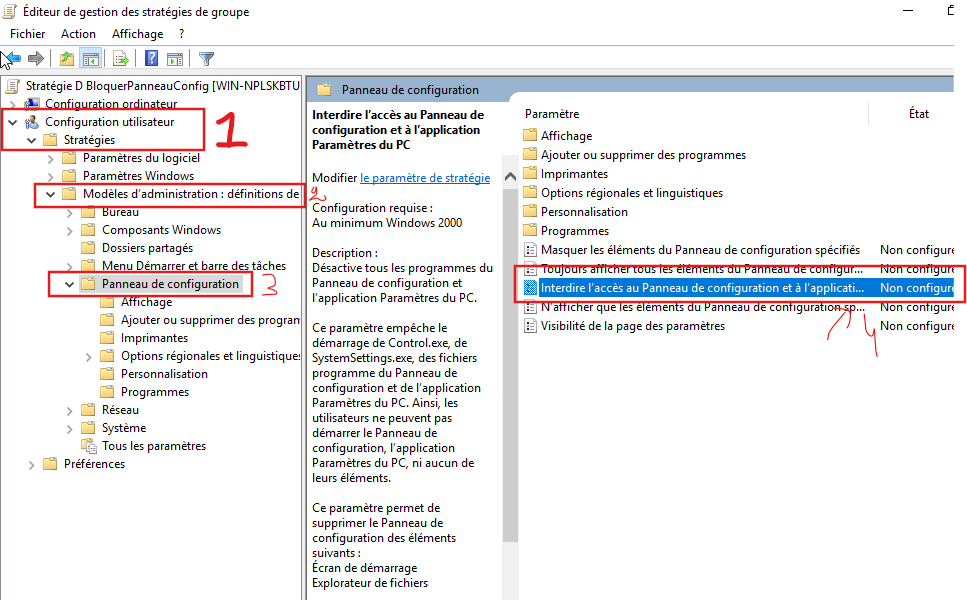 Éditeur de gestion des stratégies de groupe
Fichier Action Affichage ?
Stratégie D BloquerPanneauConfig [WIN-NPLSKBTU
Configuration ordinateur
Configuration utilisateur
1
Stratégies
Paramètres du logiciel
Paramètres Windows
Modèles d'administration : définitions de
2
Bureau
Composants Windows
Dossiers partagés
Menu Démarrer et barre des tâches
Panneau de configuration
3
Affichage
Ajouter ou supprimer des program
Imprimantes
Options régionales et linguistiques
Personnalisation
Programmes
Réseau
Système
Tous les paramètres
Préférences
Panneau de configuration
Interdire l'accès au Panneau de
configuration et à l'application
Paramètres du PC
Modifier le paramètre de stratégie
Configuration requise :
Au minimum Windows 2000
Description :
Désactive tous les programmes du
Panneau de configuration et
l'application Paramètres du PC.
Ce paramètre empêche le
démarrage de Control.exe, de
SystemSettings.exe, des fichiers
programme du Panneau de
configuration et de l'application
Paramètres du PC. Ainsi, les
utilisateurs ne peuvent pas
démarrer le Panneau de
configuration, l'application
Paramètres du PC, ni aucun de
leurs éléments.
Ce paramètre permet de
supprimer le Panneau de
configuration des éléments
suivants :
Écran de démarrage
Explorateur de fichiers
Paramètre État
Affichage
Ajouter ou supprimer des programmes
Imprimantes
Options régionales et linguistiques
Personnalisation
Programmes
Masquer les éléments du Panneau de configuration spécifiés Non configuré
Toujours afficher tous les éléments du Panneau de configur... Non configuré
Interdire l'accès au Panneau de configuration et à l'applicati... Non configuré
N'afficher que les éléments du Panneau de configuration sp... Non configuré
4
Visibilité de la page des paramètres Non configuré